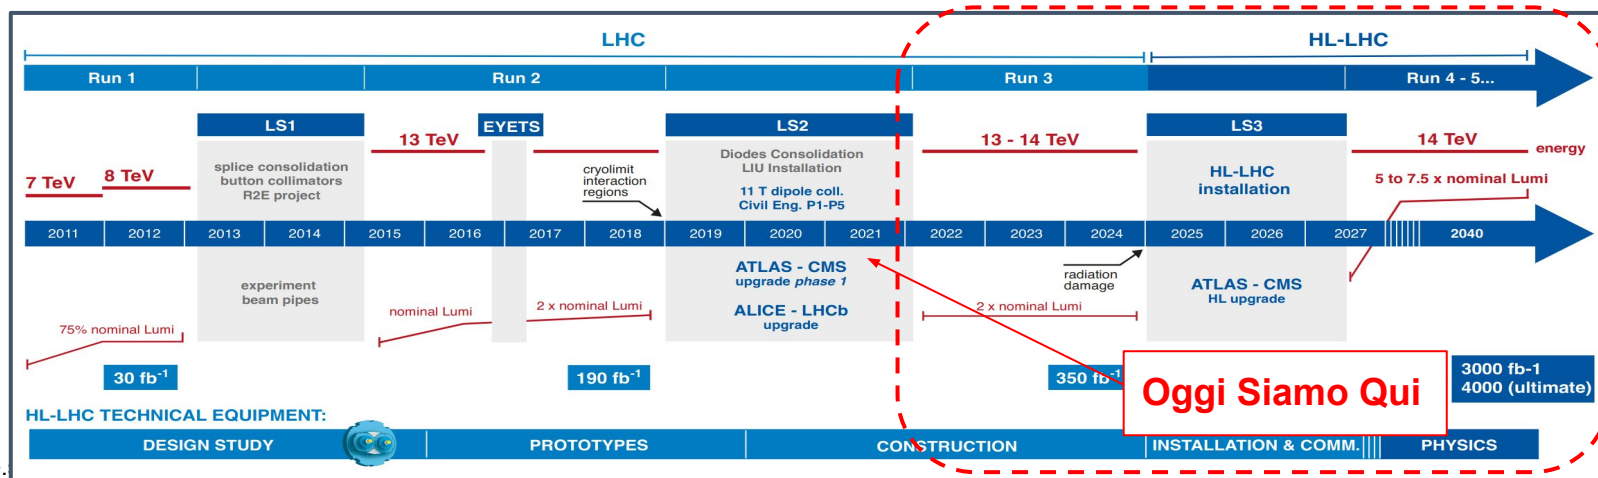 LHC
HL-LHC
Run 1
Run 2
Run 3
Run 4 - 5...
LS1
EYETS
LS2
LS3
7 TeV
8 TeV
13 TeV
13 - 14 TeV
14 TeV
energy
splice consolidation
button collimators
R2E project
cryolimit
interaction
regions
Diodes Consolidation
LIU Installation
11 T dipole coll.
Civil Eng. P1-P5
HL-LHC
installation
5 to 7.5 x nominal Lumi
2011
2012
2013
2014
2015
2016
2017
2018
2019
2020
2021
2022
2023
2024
2025
2026
2027
2040
experiment
beam pipes
ATLAS - CMS
upgrade phase 1
ALICE - LHCb
upgrade
radiation
damage
ATLAS - CMS
HL upgrade
75% nominal Lumi
nominal Lumi
2 x nominal Lumi
2 x nominal Lumi
30 fb-1
190 fb-1
350 fb-1
Oggi Siamo Qui
3000 fb-1
4000 (ultimate)
HL-LHC TECHNICAL EQUIPMENT:
DESIGN STUDY
PROTOTYPES
CONSTRUCTION
INSTALLATION & COMM.
PHYSICS